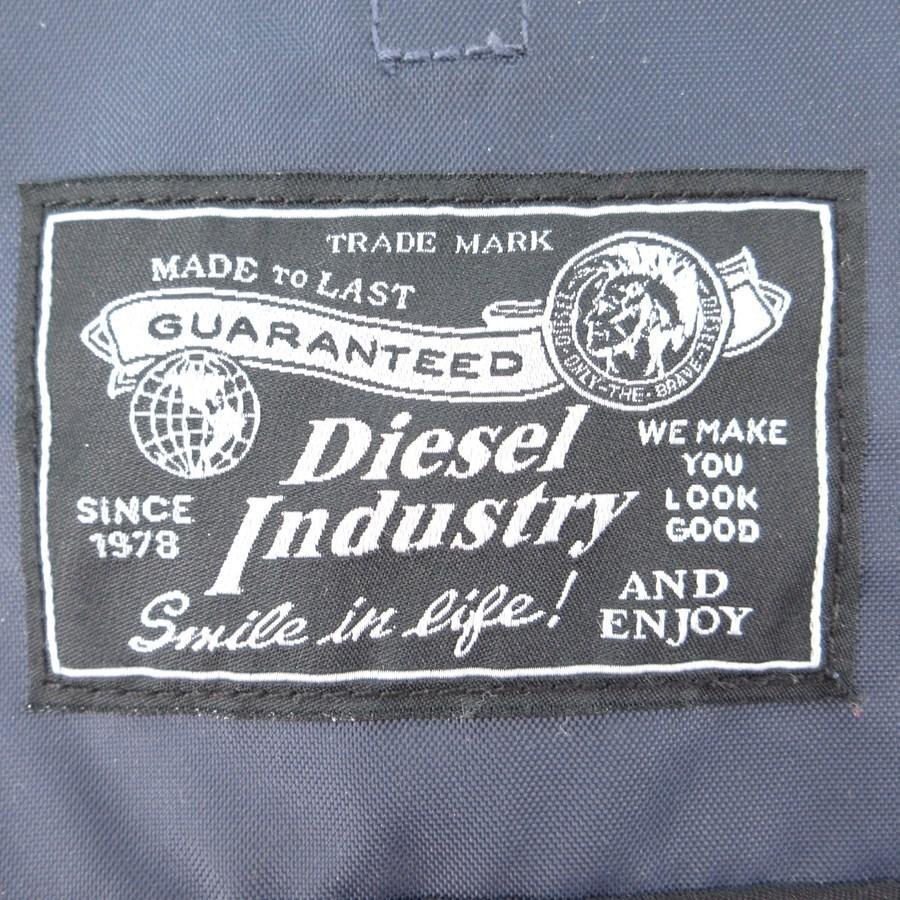 TRADE MARK
MADE TO LAST
GUARANTEED
DIESEL ONLY THE BRAVE
Diesel
Industry
SINCE
1978
WE MAKE
YOU
LOOK
GOOD
Smile in life!
AND
ENJOY